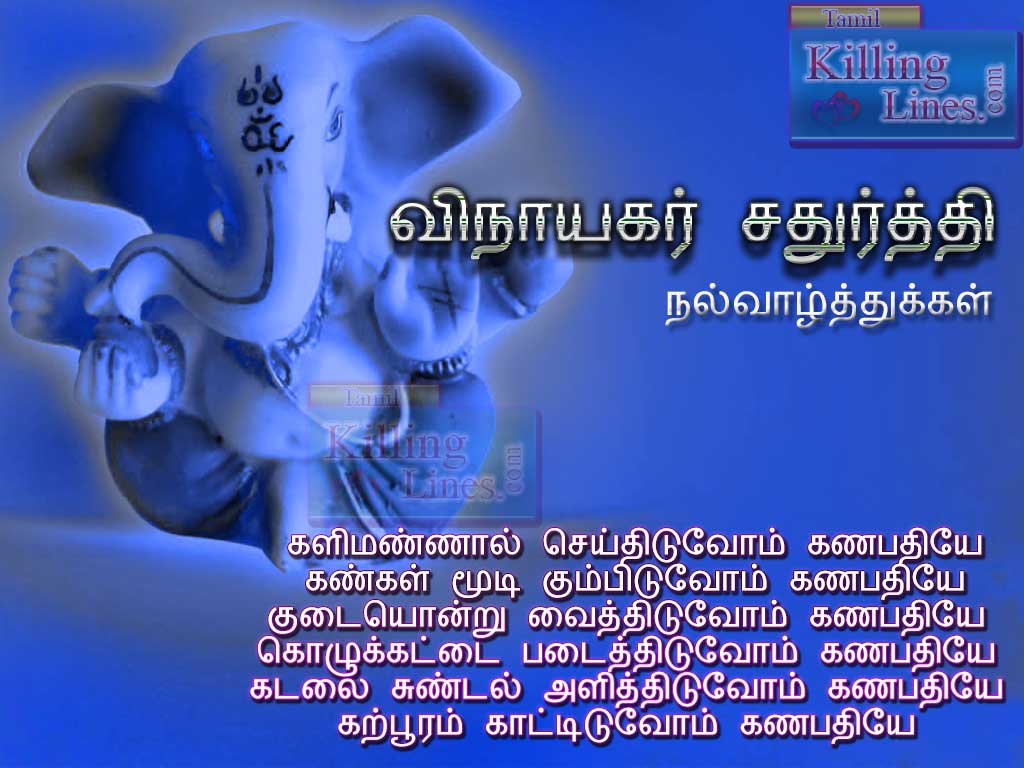 Tamil
Killing
Lines.com
விநாயகர் சதுர்த்தி
நல்வாழ்த்துக்கள்
Tamil
Killing
Lines.com
களிமண்ணால் செய்திடுவோம் கணபதியே
கண்கள் மூடி கும்பிடுவோம் கணபதியே
குடையொன்று வைத்திடுவோம் கணபதியே
கொழுக்கட்டை படைத்திடுவோம் கணபதியே
கடலை சுண்டல் அளித்திடுவோம் கணபதியே
கற்பூரம் காட்டிடுவோம் கணபதியே